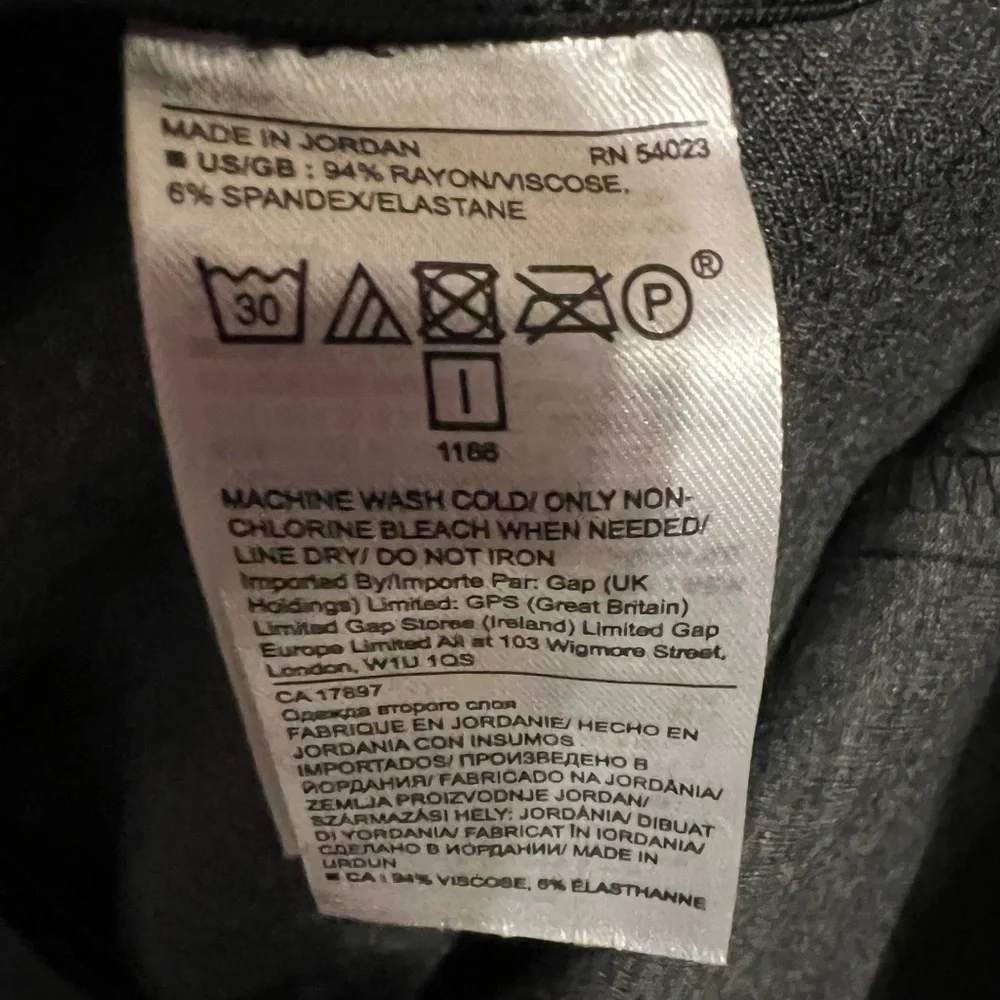 MADE IN JORDAN RN 54023
■ US/GB : 94% RAYON/VISCOSE,
6% SPANDEX/ELASTANE
30 P ®
I
1166
MACHINE WASH COLD/ ONLY NON-
CHLORINE BLEACH WHEN NEEDED/
LINE DRY/ DO NOT IRON
Imported By/Importe Par: Gap (UK
Holdings) Limited: GPS (Great Britain)
Limited Gap Stores (Ireland) Limited Gap
Europe Limited All at 103 Wigmore Street,
London, W1U 1QS
CA 17897
Одежда второго слоя
FABRIQUE EN JORDANIE/ HECHO EN
JORDANIA CON INSUMOS
IMPORTADOS/ ПРОИЗВЕДЕНО В
ЙОРДАНИЯ/ FABRICADO NA JORDÂNIA/
ZEMLJA PROIZVODNJE JORDAN/
SZÁRMAZÁSI HELY: JORDÁNIA/ DIBUAT
DI YORDANIA/ FABRICAT ÎN IORDANIA/
СДЕЛАНО В ИОРДАНИИ/ MADE IN
URDUN
■ CA : 94% VISCOSE, 6% ÉLASTHANNE